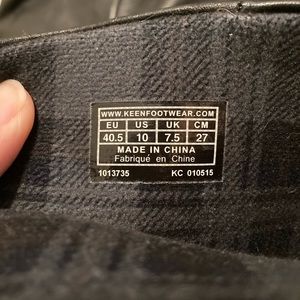 WWW.KEENFOOTWEAR.COM
EU US UK CM
40.5 10 7.5 27
MADE IN CHINA
Fabriqué en Chine
1013735 KC 010515